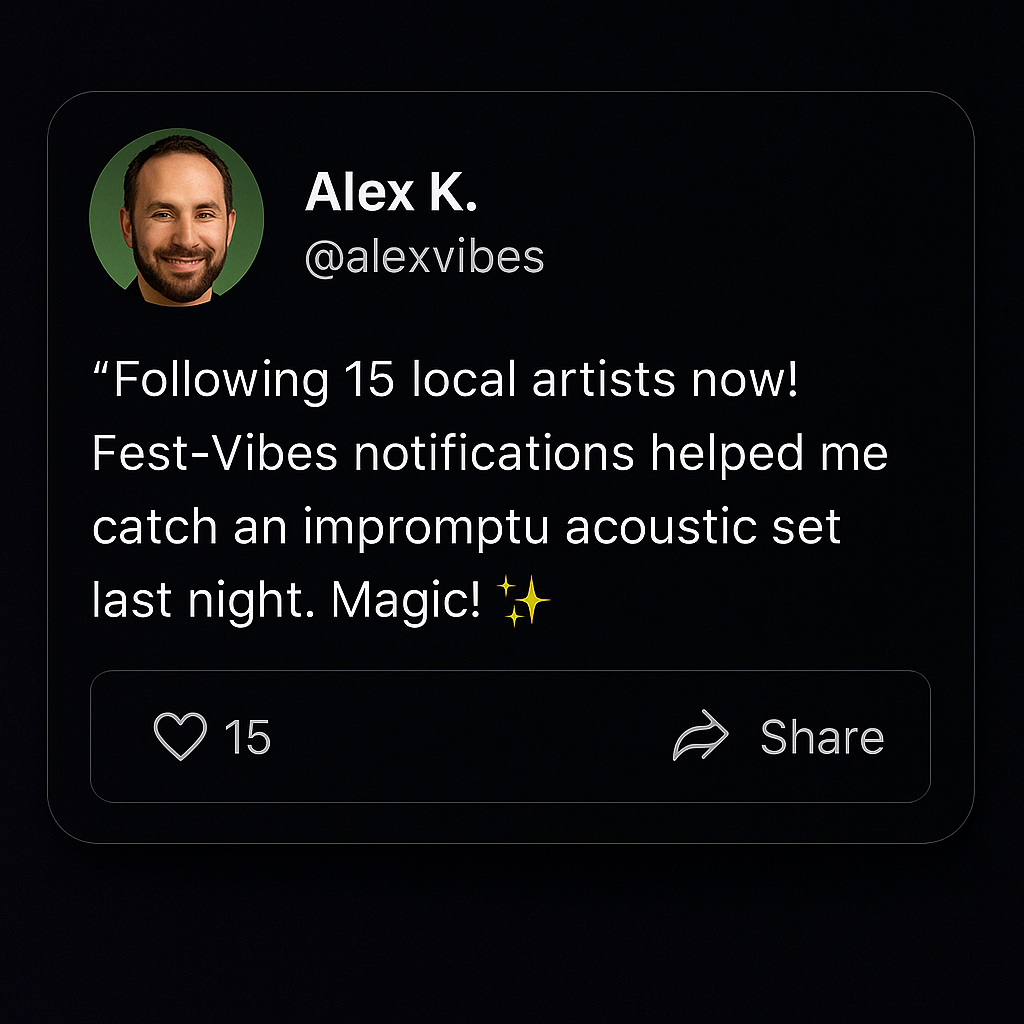 Alex K.
@alexvibes
“Following 15 local artists now!
Fest-Vibes notifications helped me
catch an impromptu acoustic set
last night. Magic! ✨
15
Share